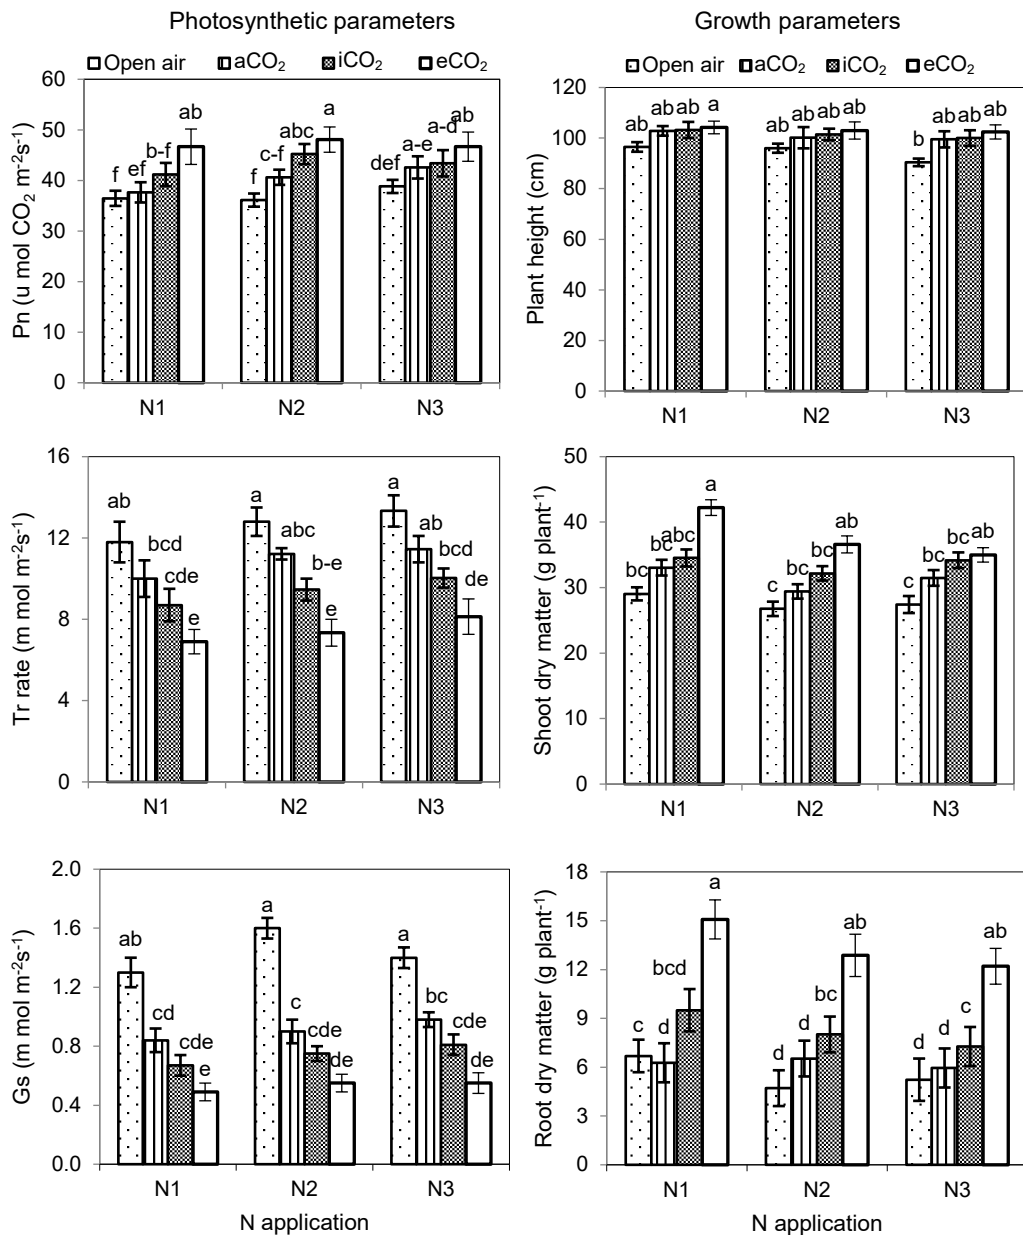 Photosynthetic parameters
Open air aCO₂ iCO₂ eCO₂
Pn (u mol CO₂ m⁻²s⁻¹)
60
50
40
30
20
10
0
f ef b-f ab
f c-f abc a
def a-e a-d ab
N1 N2 N3
Growth parameters
Open air aCO₂ iCO₂ eCO₂
Plant height (cm)
120
100
80
60
40
20
0
ab ab ab a
ab ab ab ab
b ab ab ab
N1 N2 N3
Tr rate (m mol m⁻²s⁻¹)
16
12
8
4
0
ab bcd cde e
a abc b-e e
a ab bcd de
N1 N2 N3
Shoot dry matter (g plant⁻¹)
50
40
30
20
10
0
bc bc abc a
c bc bc ab
c bc bc ab
N1 N2 N3
Gs (m mol m⁻²s⁻¹)
2.0
1.6
1.2
0.8
0.4
0.0
ab cd cde e
a c cde de
a bc cde de
N1 N2 N3
N application
Root dry matter (g plant⁻¹)
18
15
12
9
6
3
0
c d bcd a
d d bc ab
d d c ab
N1 N2 N3
N application